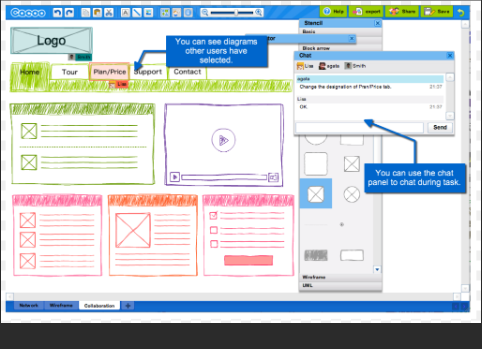 Cacoo
Help
export
Share
Save
Stencil
Basic
Block arrow
You can see diagrams
other users have
selected.
Logo
Smith
Home
Tour
Plan/Price
Support
Contact
Lisa
Chat
Lisa
agata
Smith
agata
Change the designation of Plan/Price tab.
21:37
Lisa
OK
21:37
Send
You can use the chat
panel to chat during task.
Wireframe
UML
Network
Wireframe
Collaboration